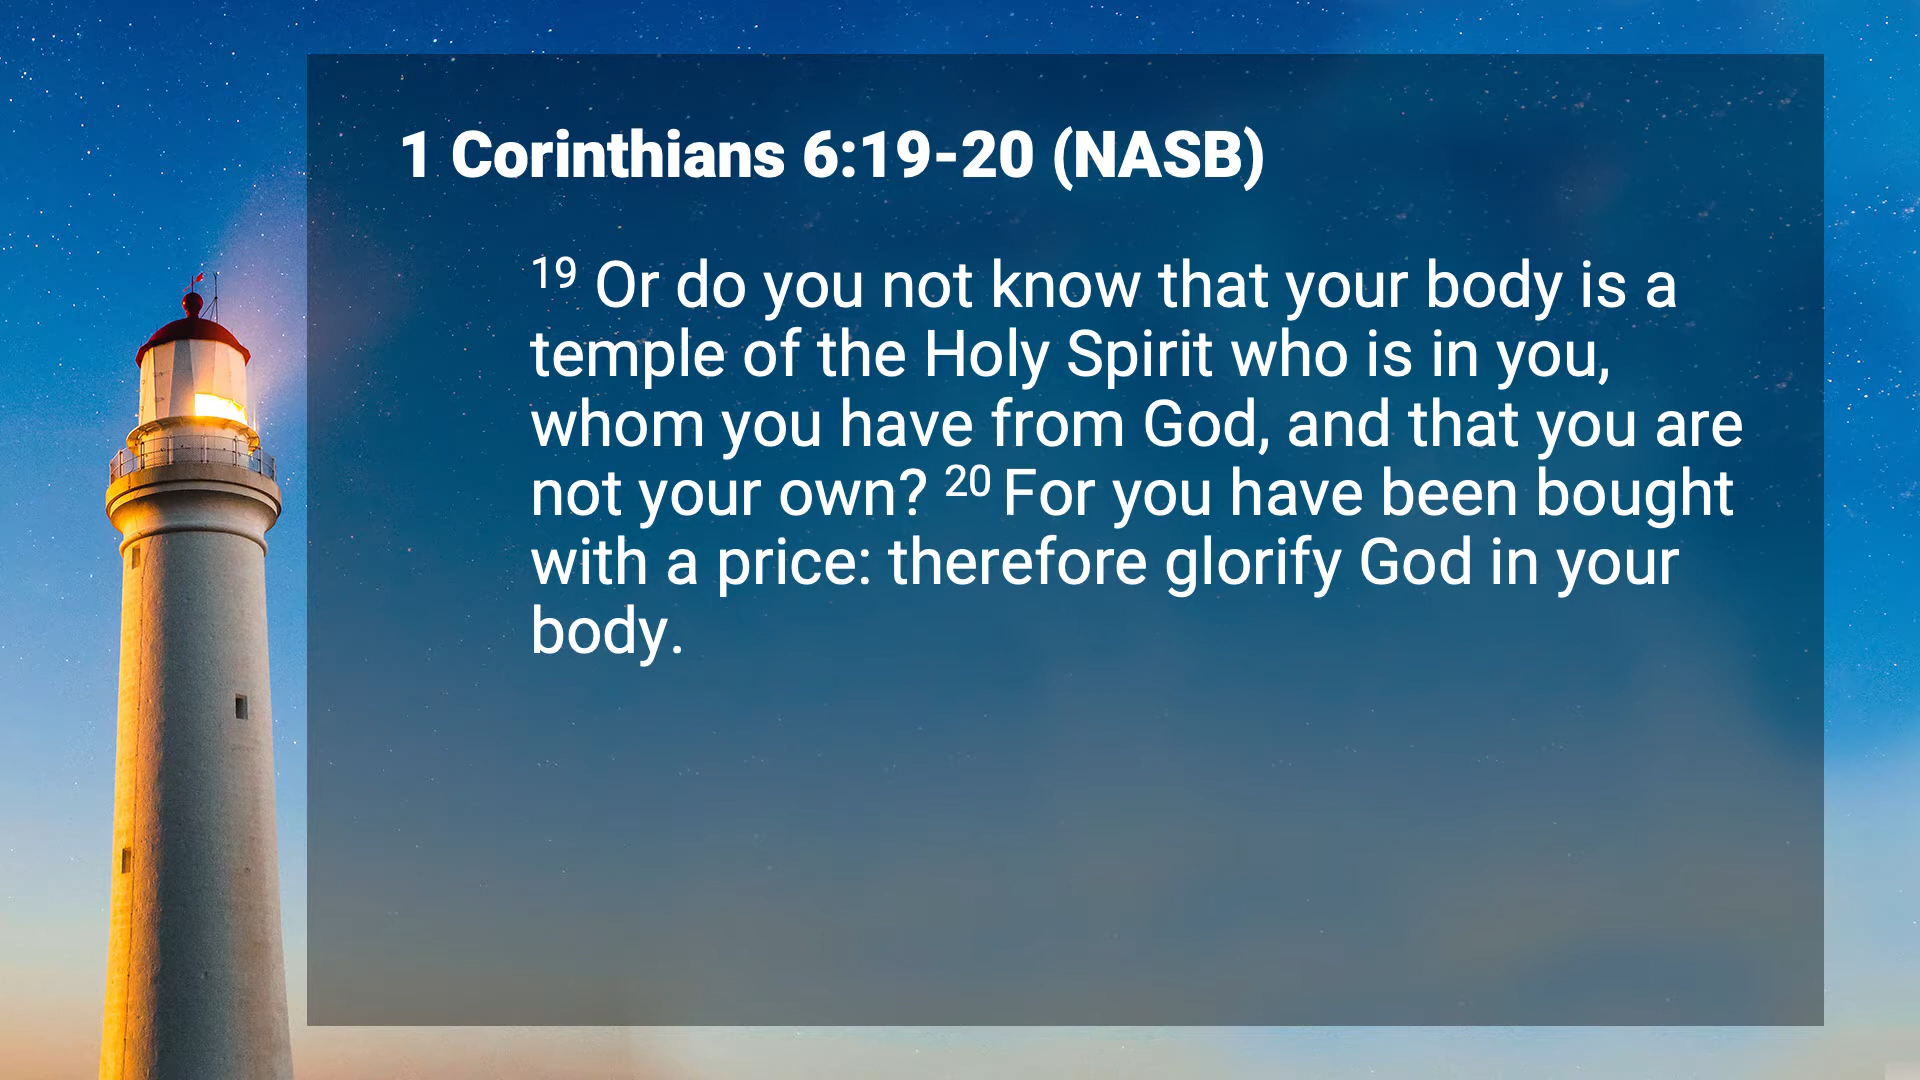 1 Corinthians 6:19-20 (NASB)
19 Or do you not know that your body is a
temple of the Holy Spirit who is in you,
whom you have from God, and that you are
not your own? 20 For you have been bought
with a price: therefore glorify God in your
body.